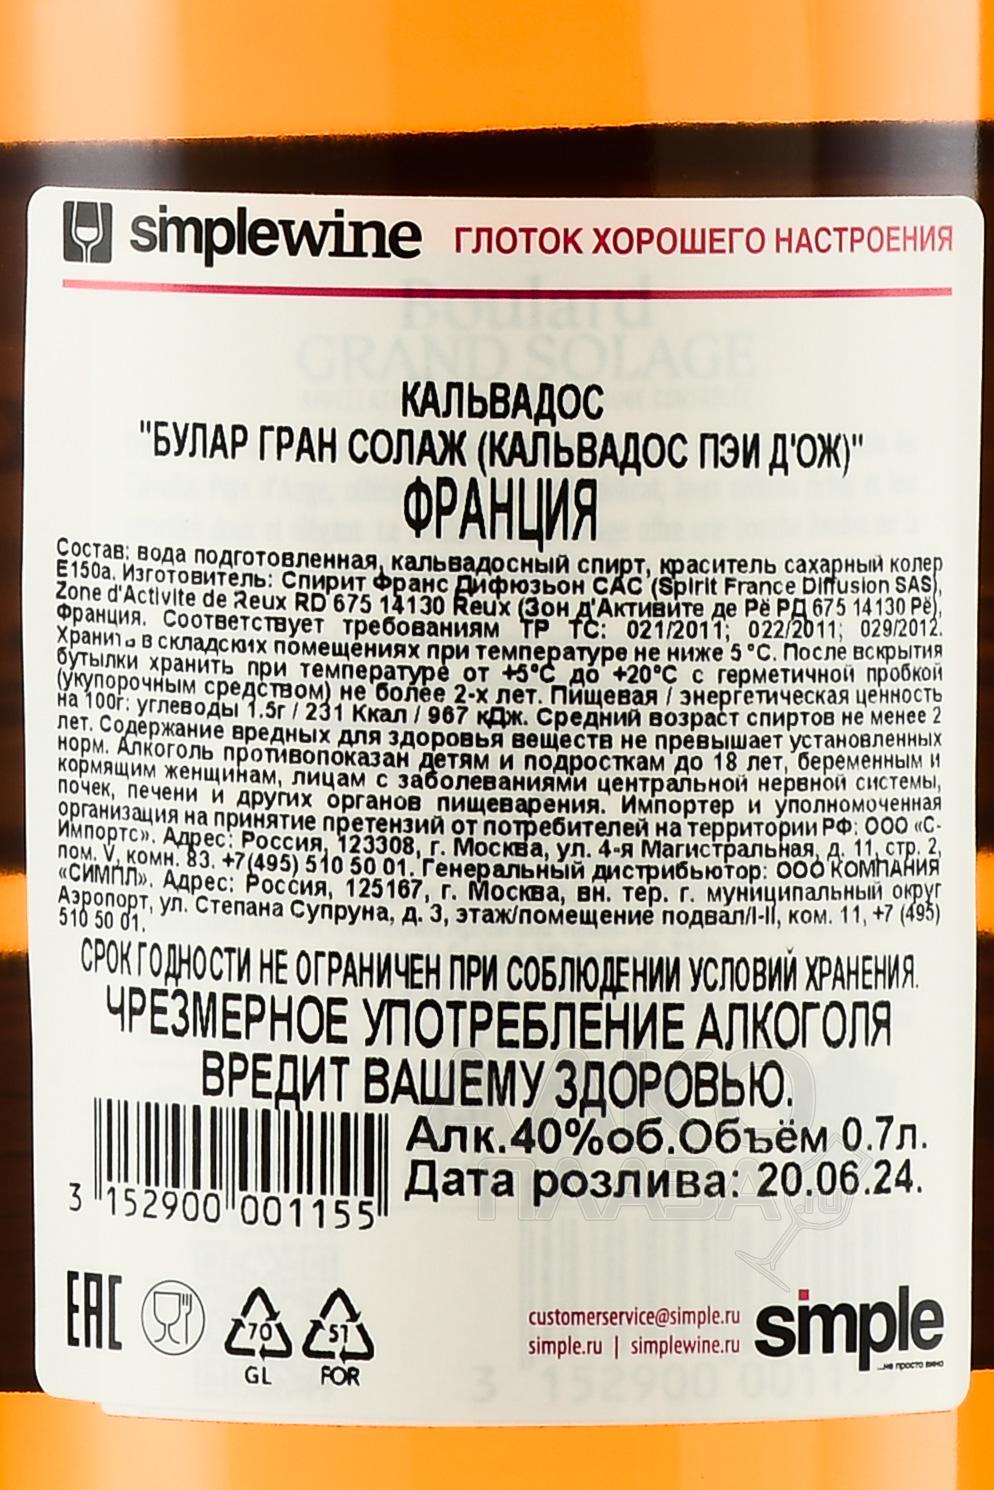 simplewine ГЛОТОК ХОРОШЕГО НАСТРОЕНИЯ
Boulard
GRAND SOLAGE
КАЛЬВАДОС
"БУЛАР ГРАН СОЛАЖ (КАЛЬВАДОС ПЭИ Д'ОЖ)"
ФРАНЦИЯ
Состав: вода подготовленная, кальвадосный спирт, краситель сахарный колер
Е150а. Изготовитель: Спирит Франс Дифюзьон САС (Spirit France Diffusion SAS),
Zone d'Activite de Reux RD 675 14130 Reux (Зон д'Активите де Рё РД 675 14130 Рё),
Франция. Соответствует требованиям ТР ТС: 021/2011; 022/2011; 029/2012.
Хранить в складских помещениях при температуре не ниже 5 °С. После вскрытия
бутылки хранить при температуре от +5°С до +20°С с герметичной пробкой
(укупорочным средством) не более 2-х лет. Пищевая / энергетическая ценность
на 100г: углеводы 1.5г / 231 Ккал / 967 кДж. Средний возраст спиртов не менее 2
лет. Содержание вредных для здоровья веществ не превышает установленных
норм. Алкоголь противопоказан детям и подросткам до 18 лет, беременным и
кормящим женщинам, лицам с заболеваниями центральной нервной системы,
почек, печени и других органов пищеварения. Импортер и уполномоченная
организация на принятие претензий от потребителей на территории РФ: ООО «С-
Импортс». Адрес: Россия, 123308, г. Москва, ул. 4-я Магистральная, д. 11, стр. 2,
пом. V, комн. 83. +7(495) 510 50 01. Генеральный дистрибьютор: ООО КОМПАНИЯ
«СИМПЛ». Адрес: Россия, 125167, г. Москва, вн. тер. г. муниципальный округ
Аэропорт, ул. Степана Супруна, д. 3, этаж/помещение подвал/I-II, ком. 11, +7 (495)
510 50 01.
СРОК ГОДНОСТИ НЕ ОГРАНИЧЕН ПРИ СОБЛЮДЕНИИ УСЛОВИЙ ХРАНЕНИЯ.
ЧРЕЗМЕРНОЕ УПОТРЕБЛЕНИЕ АЛКОГОЛЯ
ВРЕДИТ ВАШЕМУ ЗДОРОВЬЮ.
Алк.40%об.Объём 0.7л.
Дата розлива: 20.06.24.
3 152900 001155
EAC
70
GL
51
FOR
customerservice@simple.ru
simple.ru | simplewine.ru
simple
...не просто вино
АЛКО
ПЛАЗА.ru